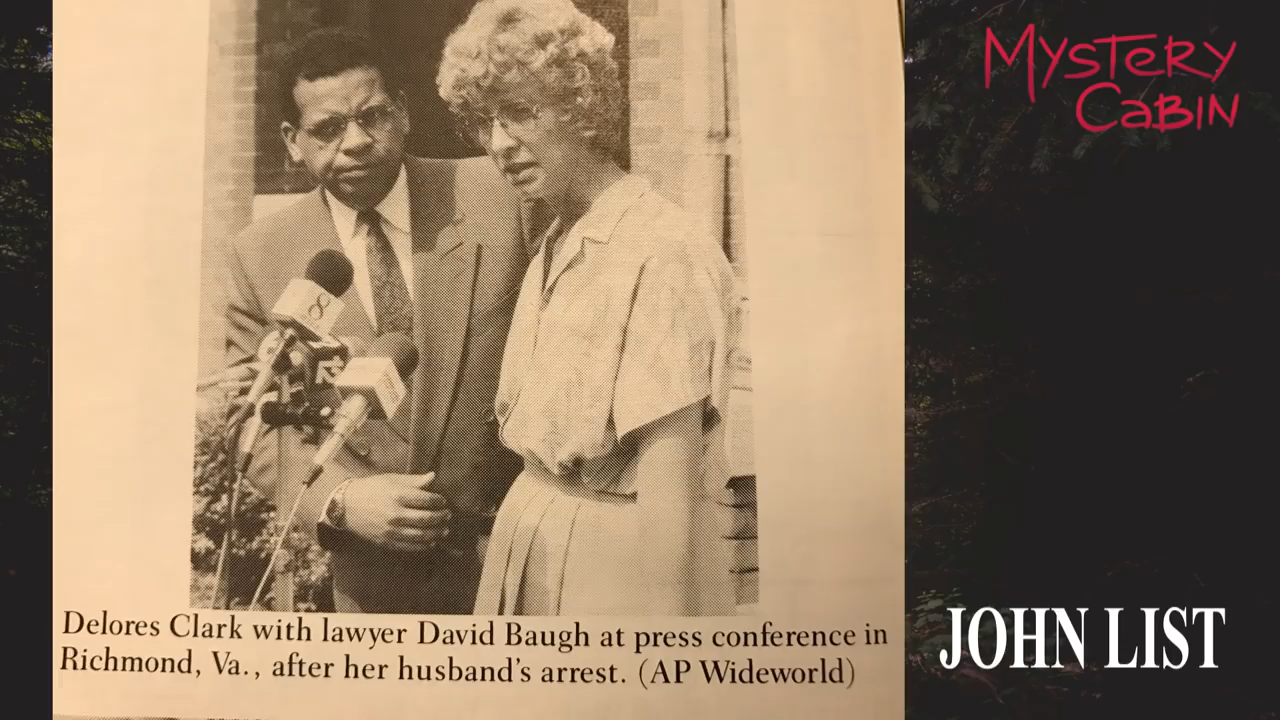 MYSTERY
CABIN
Delores Clark with lawyer David Baugh at press conference in
Richmond, Va., after her husband's arrest. (AP Wideworld)
JOHN LIST